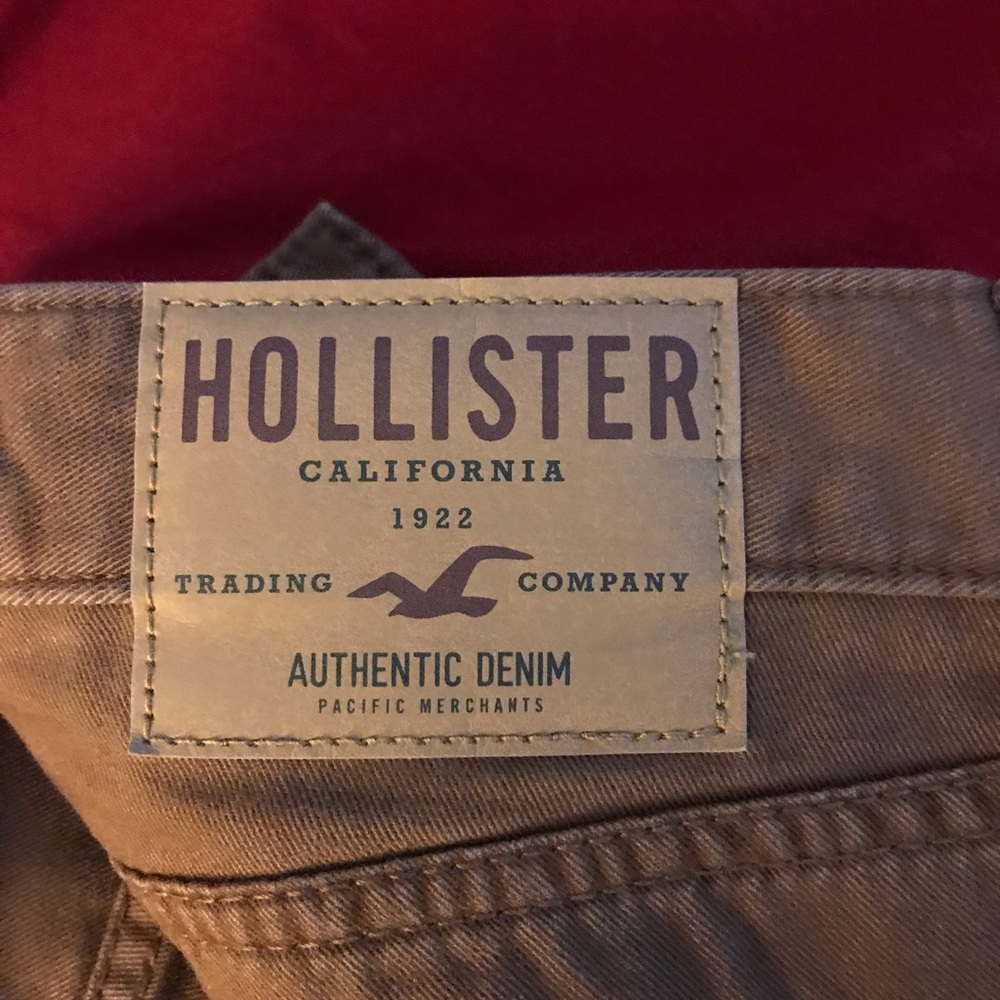 HOLLISTER
CALIFORNIA
1922
TRADING COMPANY
AUTHENTIC DENIM
PACIFIC MERCHANTS